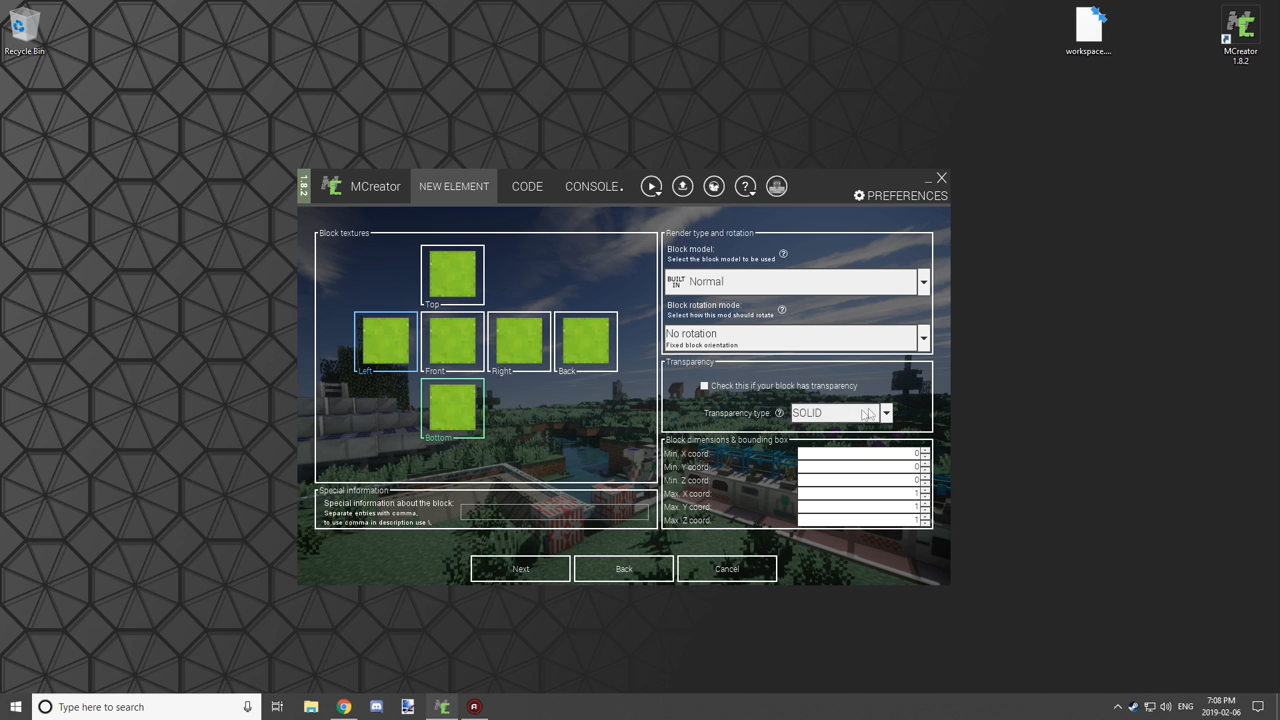 Recycle Bin
workspace....
MCreator
1.8.2
1.8.2
MCreator
NEW ELEMENT
CODE
CONSOLE.
PREFERENCES
Block textures
Top
Left
Front
Right
Back
Bottom
Special information
Special information about the block:
Separate entries with comma,
to use comma in description use \,
Render type and rotation
Block model:
Select the block model to be used
BUILT
IN
Normal
Block rotation mode:
Select how this mod should rotate
No rotation
Fixed block orientation
Transparency
Check this if your block has transparency
Transparency type:
SOLID
Block dimensions & bounding box
Min. X coord: 0
Min. Y coord: 0
Min. Z coord: 0
Max. X coord: 1
Max. Y coord: 1
Max. Z coord: 1
Next
Back
Cancel
Type here to search
ENG
7:08 PM
2019-02-06